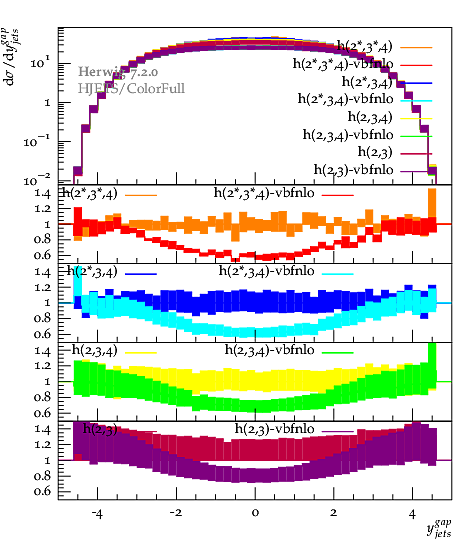 dσ/dy^{gap}_{jets}
10^1
1
10^{-1}
10^{-2}
Herwig 7.2.0
HJETS/ColorFull
h(2*,3*,4)
h(2*,3*,4)-vbfnlo
h(2*,3,4)
h(2*,3,4)-vbfnlo
h(2,3,4)
h(2,3,4)-vbfnlo
h(2,3)
h(2,3)-vbfnlo
h(2*,3*,4) h(2*,3*,4)-vbfnlo
1.4
1.2
1
0.8
0.6
h(2*,3,4) h(2*,3,4)-vbfnlo
1.4
1.2
1
0.8
0.6
h(2,3,4) h(2,3,4)-vbfnlo
1.4
1.2
1
0.8
0.6
h(2,3) h(2,3)-vbfnlo
1.4
1.2
1
0.8
0.6
-4 -2 0 2 4
y^{gap}_{jets}